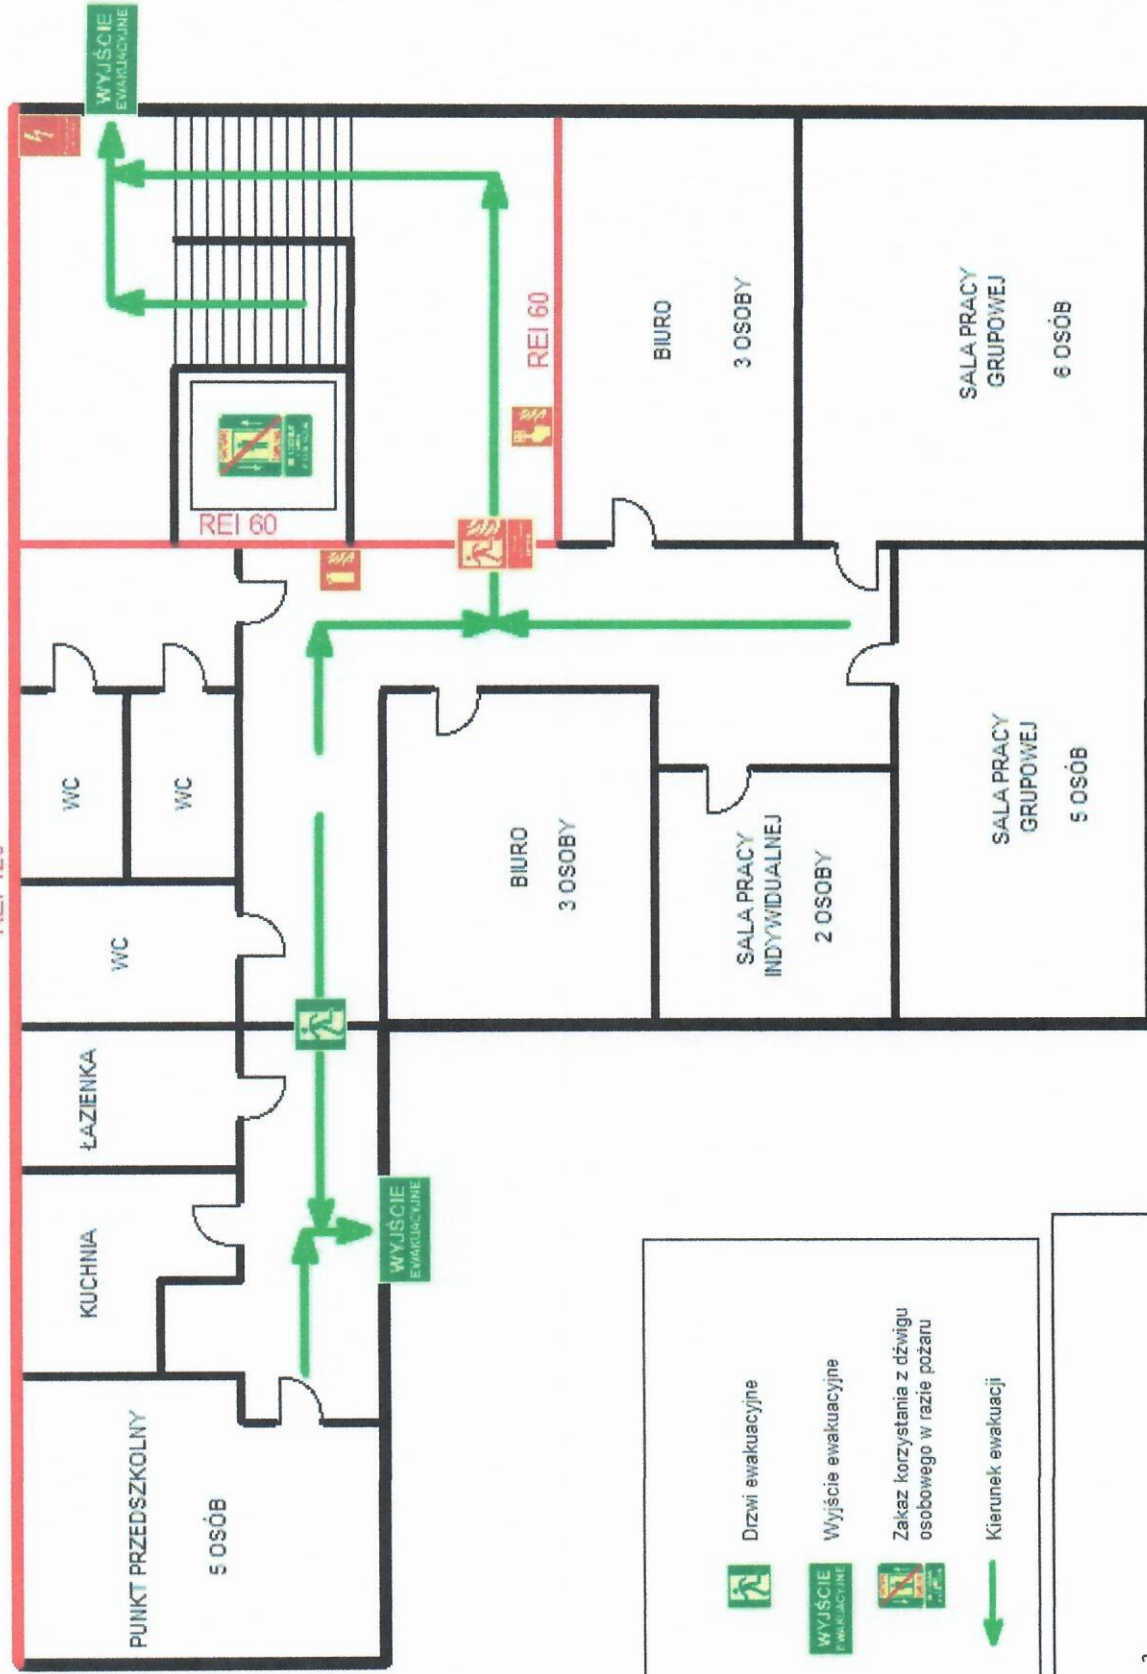 WYJŚCIE
EWAKUACYJNE
WC
WC
WC
ŁAZIENKA
KUCHNIA
PUNKT PRZEDSZKOLNY
5 OSÓB
REI 60
REI 60
BIURO
3 OSOBY
SALA PRACY
GRUPOWEJ
6 OSÓB
BIURO
3 OSOBY
SALA PRACY
INDYWIDUALNEJ
2 OSOBY
SALA PRACY
GRUPOWEJ
5 OSÓB
WYJŚCIE
EWAKUACYJNE
Drzwi ewakuacyjne
WYJŚCIE
EWAKUACYJNE
Wyjście ewakuacyjne
Zakaz korzystania z dźwigu
osobowego w razie pożaru
Kierunek ewakuacji